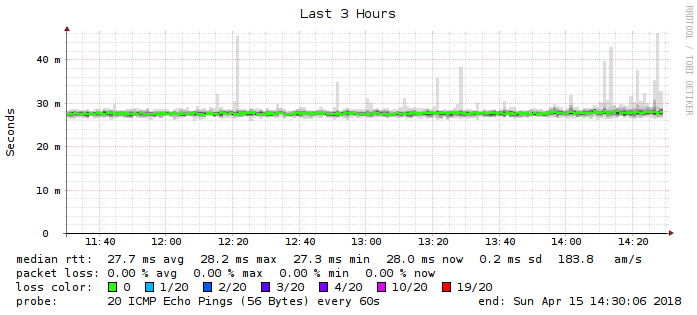 Last 3 Hours
RRDTOOL / TOBI OETIKER
Seconds
40 m
30 m
20 m
10 m
0
11:40 12:00 12:20 12:40 13:00 13:20 13:40 14:00 14:20
median rtt: 27.7 ms avg 28.2 ms max 27.3 ms min 28.0 ms now 0.2 ms sd 183.8 am/s
packet loss: 0.00 % avg 0.00 % max 0.00 % min 0.00 % now
loss color: 0 1/20 2/20 3/20 4/20 10/20 19/20
probe: 20 ICMP Echo Pings (56 Bytes) every 60s end: Sun Apr 15 14:30:06 2018